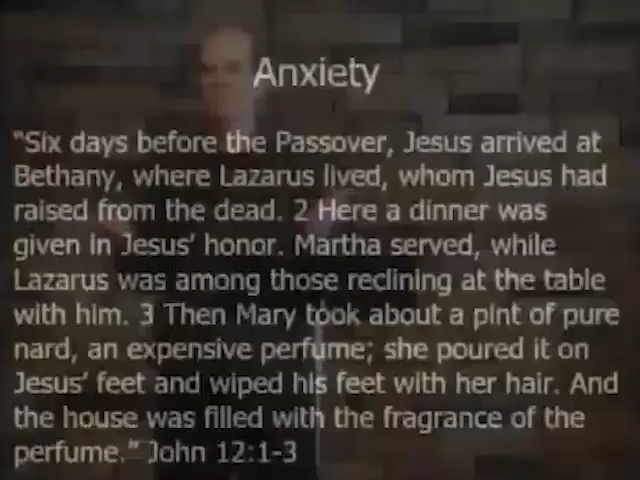 Anxiety
“Six days before the Passover, Jesus arrived at
Bethany, where Lazarus lived, whom Jesus had
raised from the dead. 2 Here a dinner was
given in Jesus’ honor. Martha served, while
Lazarus was among those reclining at the table
with him. 3 Then Mary took about a pint of pure
nard, an expensive perfume; she poured it on
Jesus’ feet and wiped his feet with her hair. And
the house was filled with the fragrance of the
perfume.” John 12:1-3